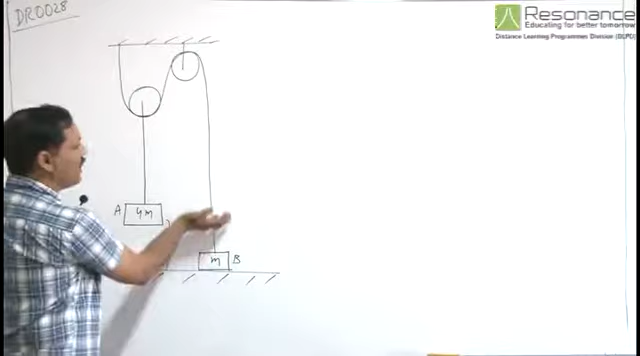 DR0028
Resonance
Educating for better tomorrow
Distance Learning Programmes Division (DLPD)
A 4m
m B